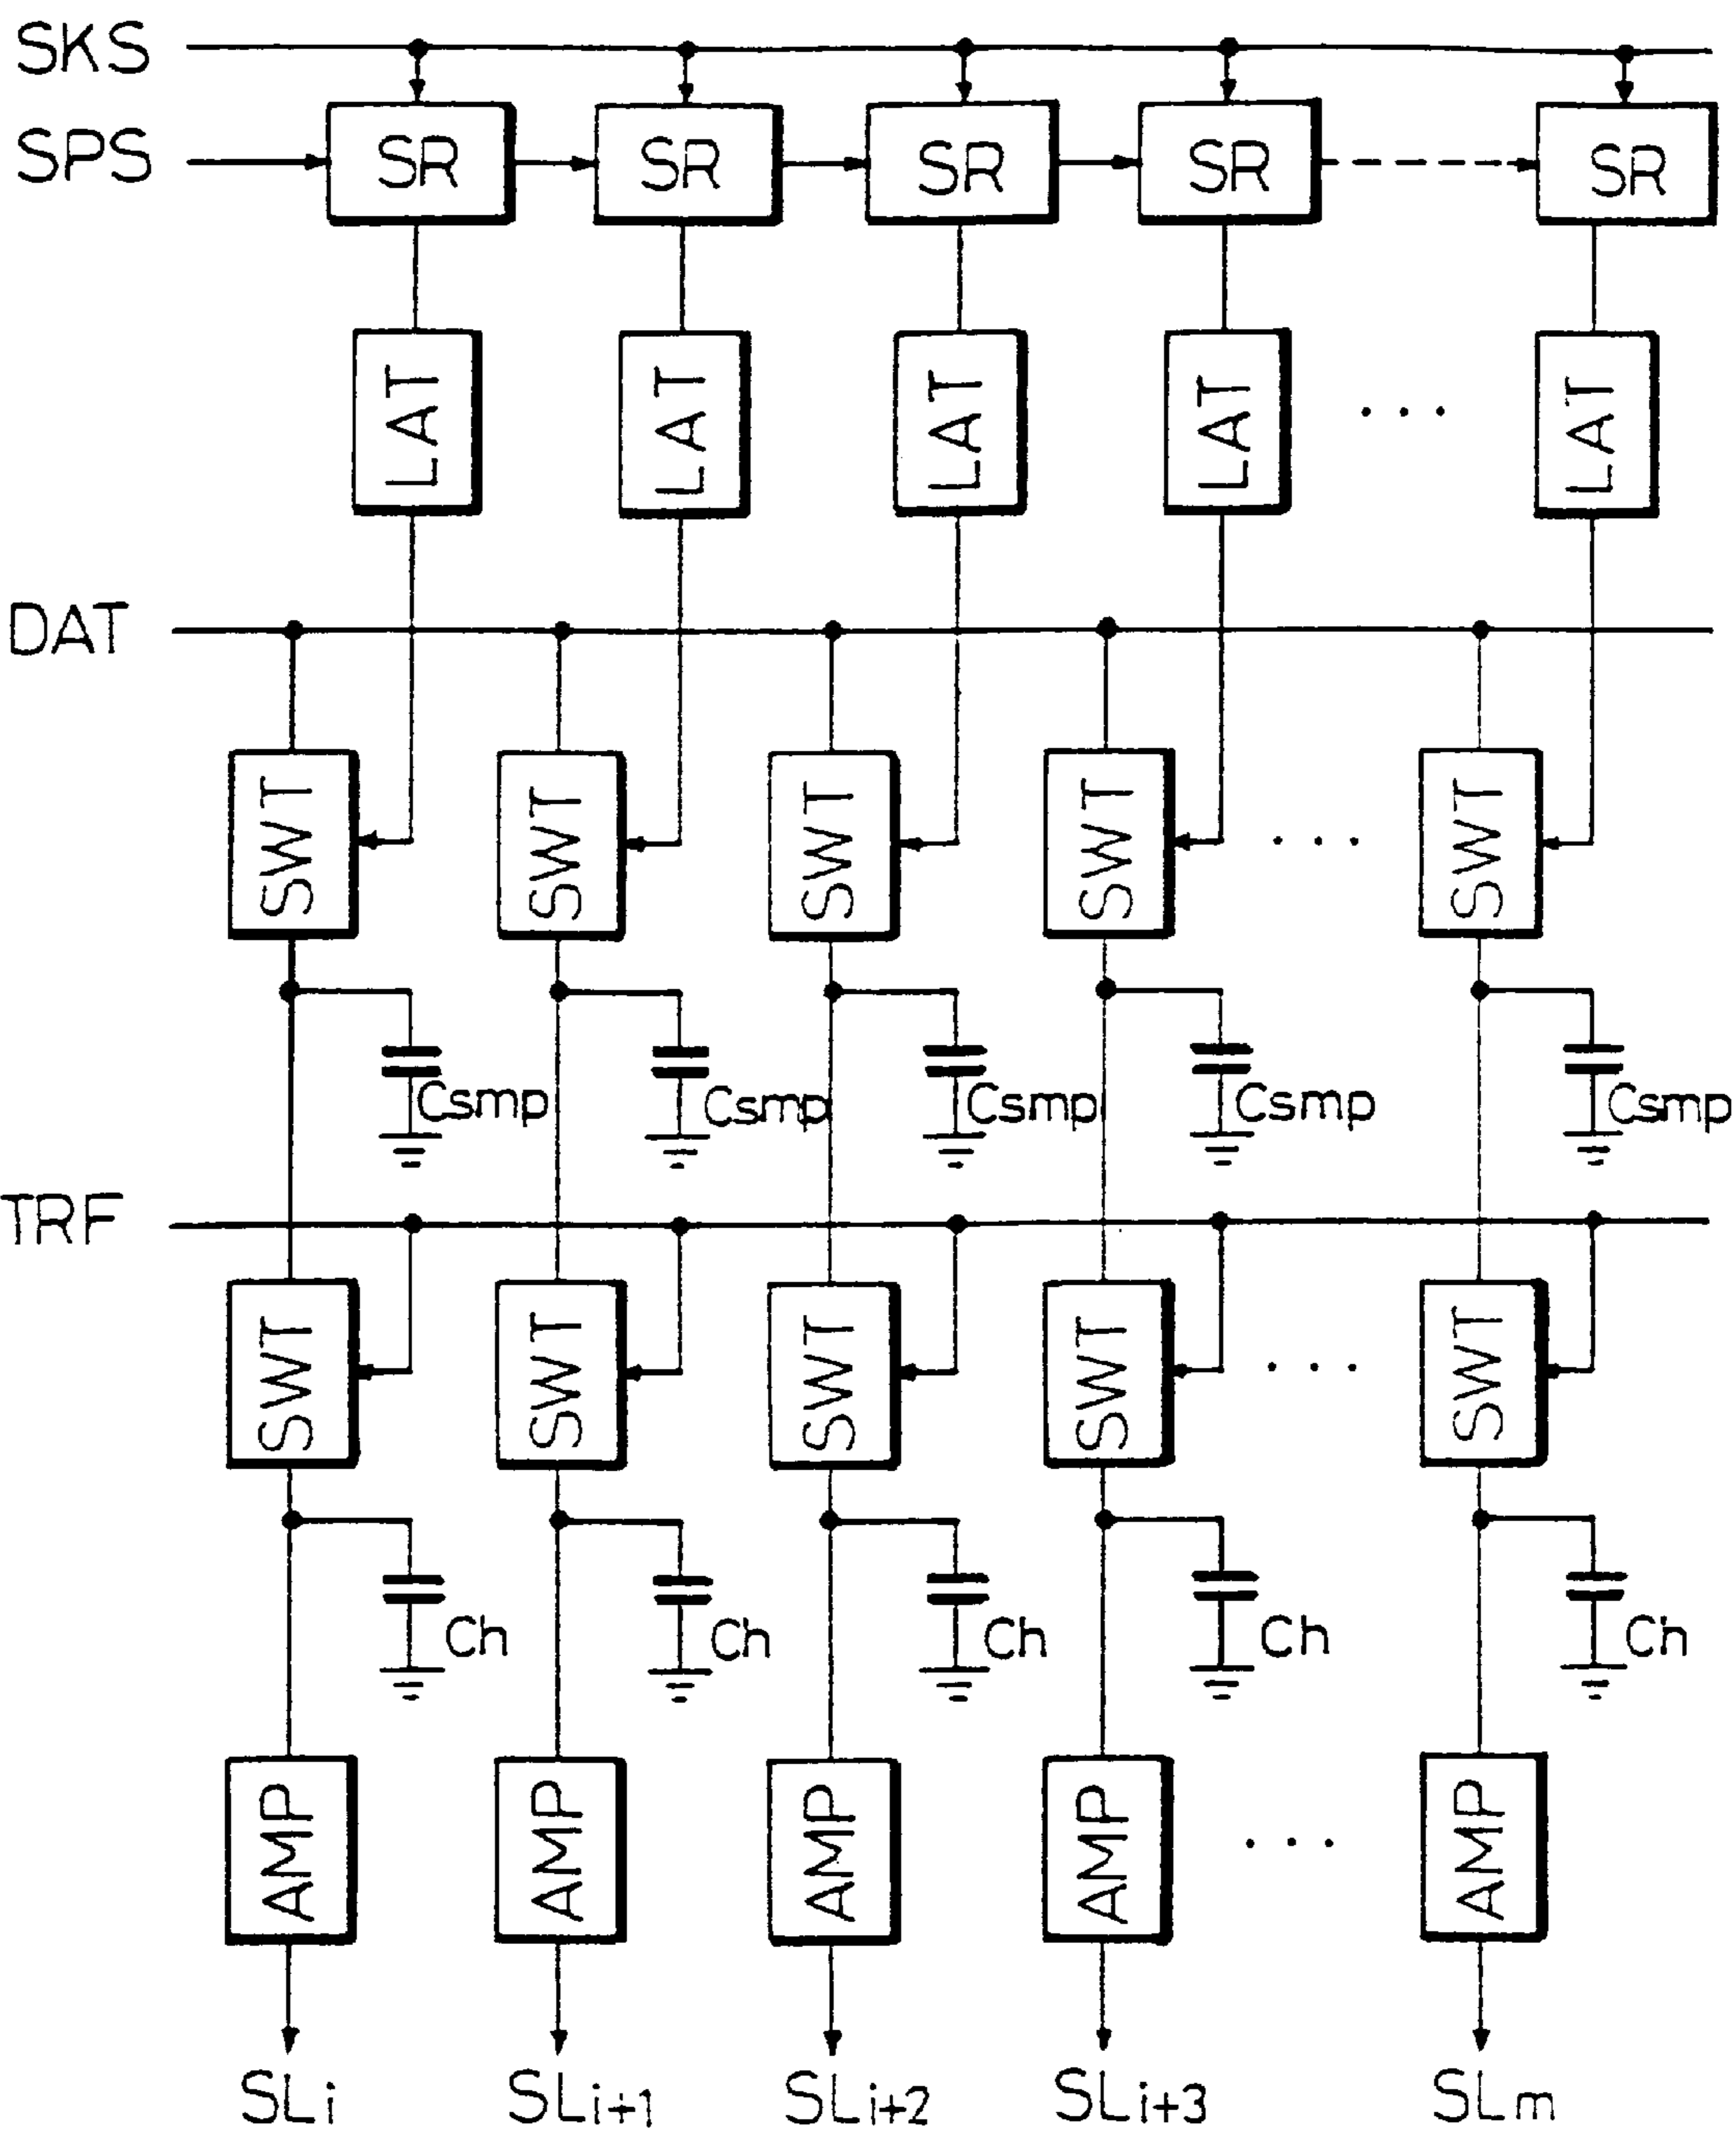 SKS
SPS SR SR SR SR SR
LAT LAT LAT LAT ... LAT
DAT
SWT SWT SWT SWT ... SWT
Csmp Csmp Csmp Csmp Csmp
TRF
SWT SWT SWT SWT ... SWT
Ch Ch Ch Ch Ch
AMP AMP AMP AMP ... AMP
SLi SLi+1 SLi+2 SLi+3 SLm